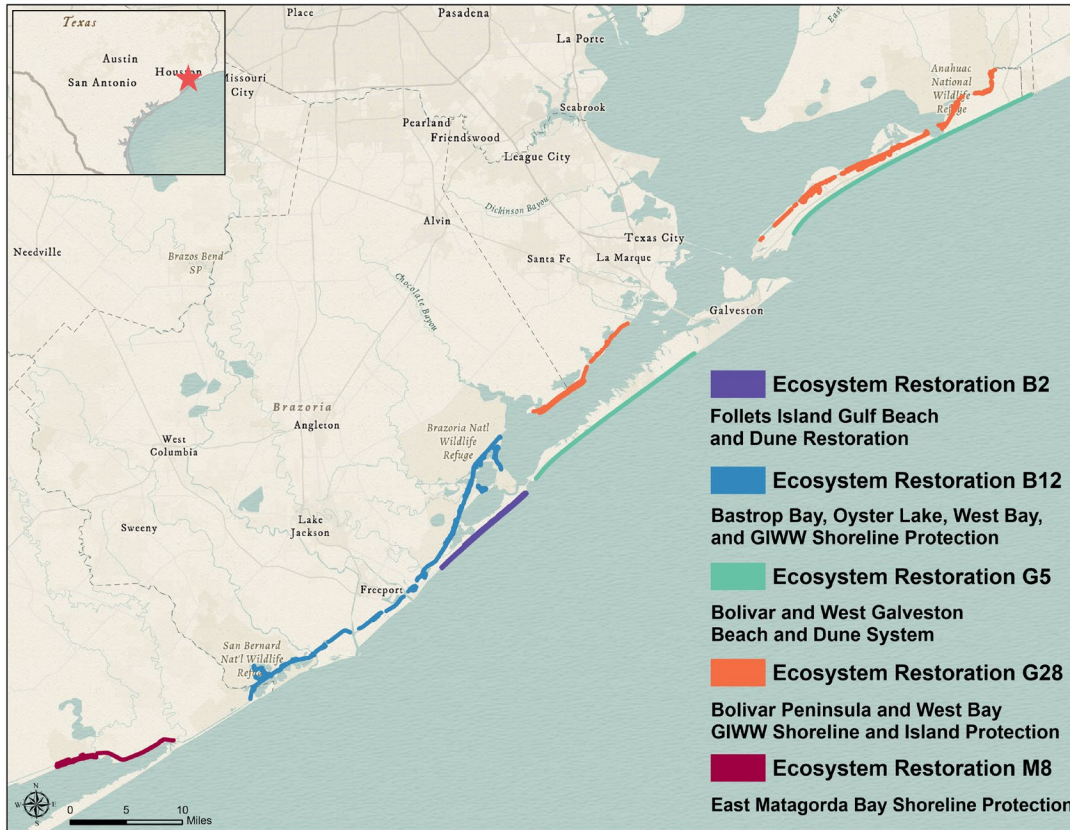 Texas
Austin
San Antonio
Houston
Missouri
City
Place
Pasadena
La Porte
East
Seabrook
Pearland
Friendswood
League City
Anahuac
National
Wildlife
Refuge
Dickinson Bayou
Alvin
Texas City
Santa Fe
La Marque
Needville
Brazos Bend
SP
Chocolate Bayou
Galveston
Brazoria
Angleton
West
Columbia
Brazoria Natl
Wildlife
Refuge
Sweeny
Lake
Jackson
Freeport
San Bernard
Nat'l Wildlife
Refuge
Ecosystem Restoration B2
Follets Island Gulf Beach
and Dune Restoration
Ecosystem Restoration B12
Bastrop Bay, Oyster Lake, West Bay,
and GIWW Shoreline Protection
Ecosystem Restoration G5
Bolivar and West Galveston
Beach and Dune System
Ecosystem Restoration G28
Bolivar Peninsula and West Bay
GIWW Shoreline and Island Protection
Ecosystem Restoration M8
East Matagorda Bay Shoreline Protection
N
W E
S
0 5 10
Miles